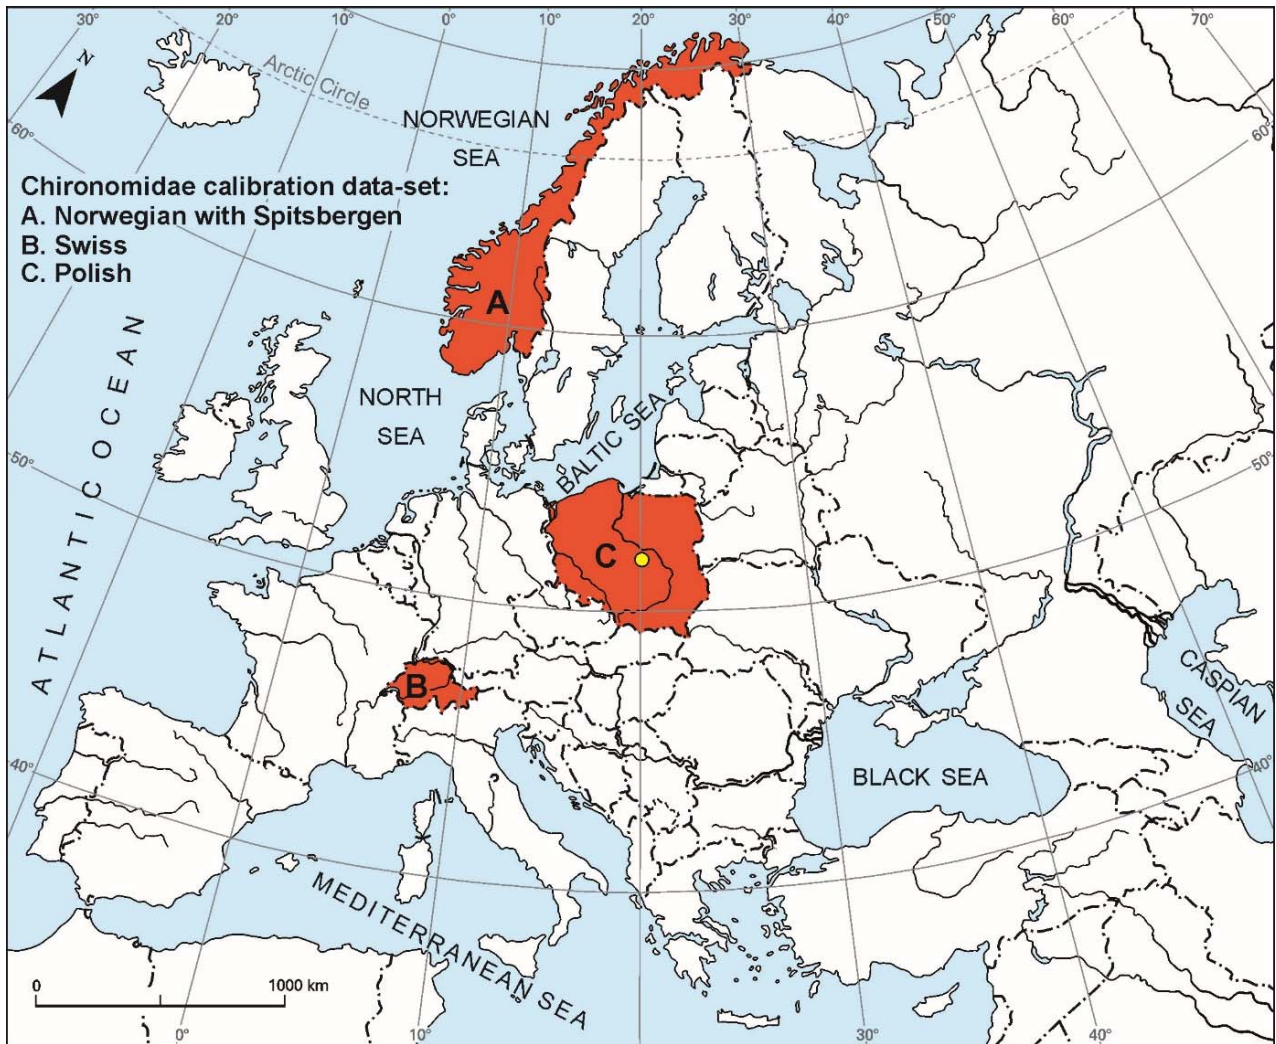 30° 20° 10° 0° 10° 20° 30° 50° 60° 70°
N
Arctic Circle
NORWEGIAN
SEA
60°
60°
Chironomidae calibration data-set:
A. Norwegian with Spitsbergen
B. Swiss
C. Polish
A
ATLANTIC OCEAN
NORTH
SEA
BALTIC SEA
50°
50°
C
B
CASPIAN
SEA
40°
40°
BLACK SEA
MEDITERRANEAN SEA
0 1000 km
0° 10° 30° 40°